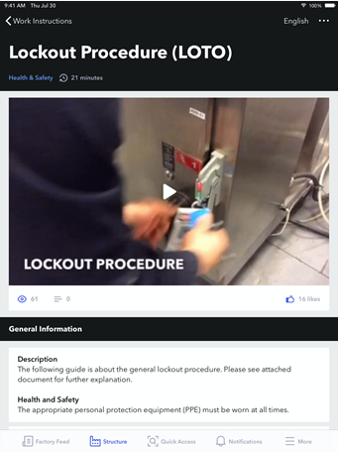 9:41 AM Thu Jul 30
100%
Work Instructions
English
Lockout Procedure (LOTO)
Health & Safety
21 minutes
LOCKOUT PROCEDURE
61
0
16 likes
General Information
Description
The following guide is about the general lockout procedure. Please see attached
document for further explanation.
Health and Safety
The appropriate personal protection equipment (PPE) must be worn at all times.
Factory Feed
Structure
Quick Access
Notifications
More